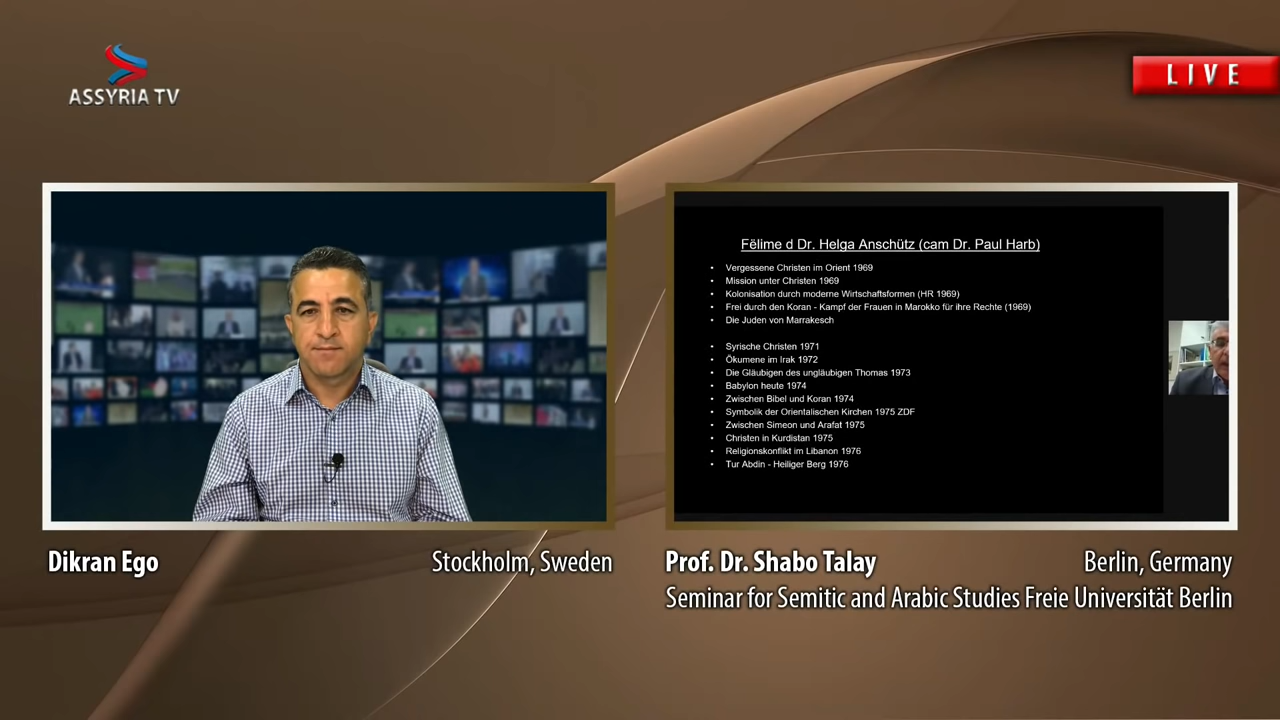 ASSYRIA TV
LIVE
Fëlime d Dr. Helga Anschütz (cam Dr. Paul Harb)
• Vergessene Christen im Orient 1969
• Mission unter Christen 1969
• Kolonisation durch moderne Wirtschaftsformen (HR 1969)
• Frei durch den Koran - Kampf der Frauen in Marokko für ihre Rechte (1969)
• Die Juden von Marrakesch
• Syrische Christen 1971
• Ökumene im Irak 1972
• Die Gläubigen des ungläubigen Thomas 1973
• Babylon heute 1974
• Zwischen Bibel und Koran 1974
• Symbolik der Orientalischen Kirchen 1975 ZDF
• Zwischen Simeon und Arafat 1975
• Christen in Kurdistan 1975
• Religionskonflikt im Libanon 1976
• Tur Abdin - Heiliger Berg 1976
Dikran Ego
Stockholm, Sweden
Prof. Dr. Shabo Talay
Berlin, Germany
Seminar for Semitic and Arabic Studies Freie Universität Berlin